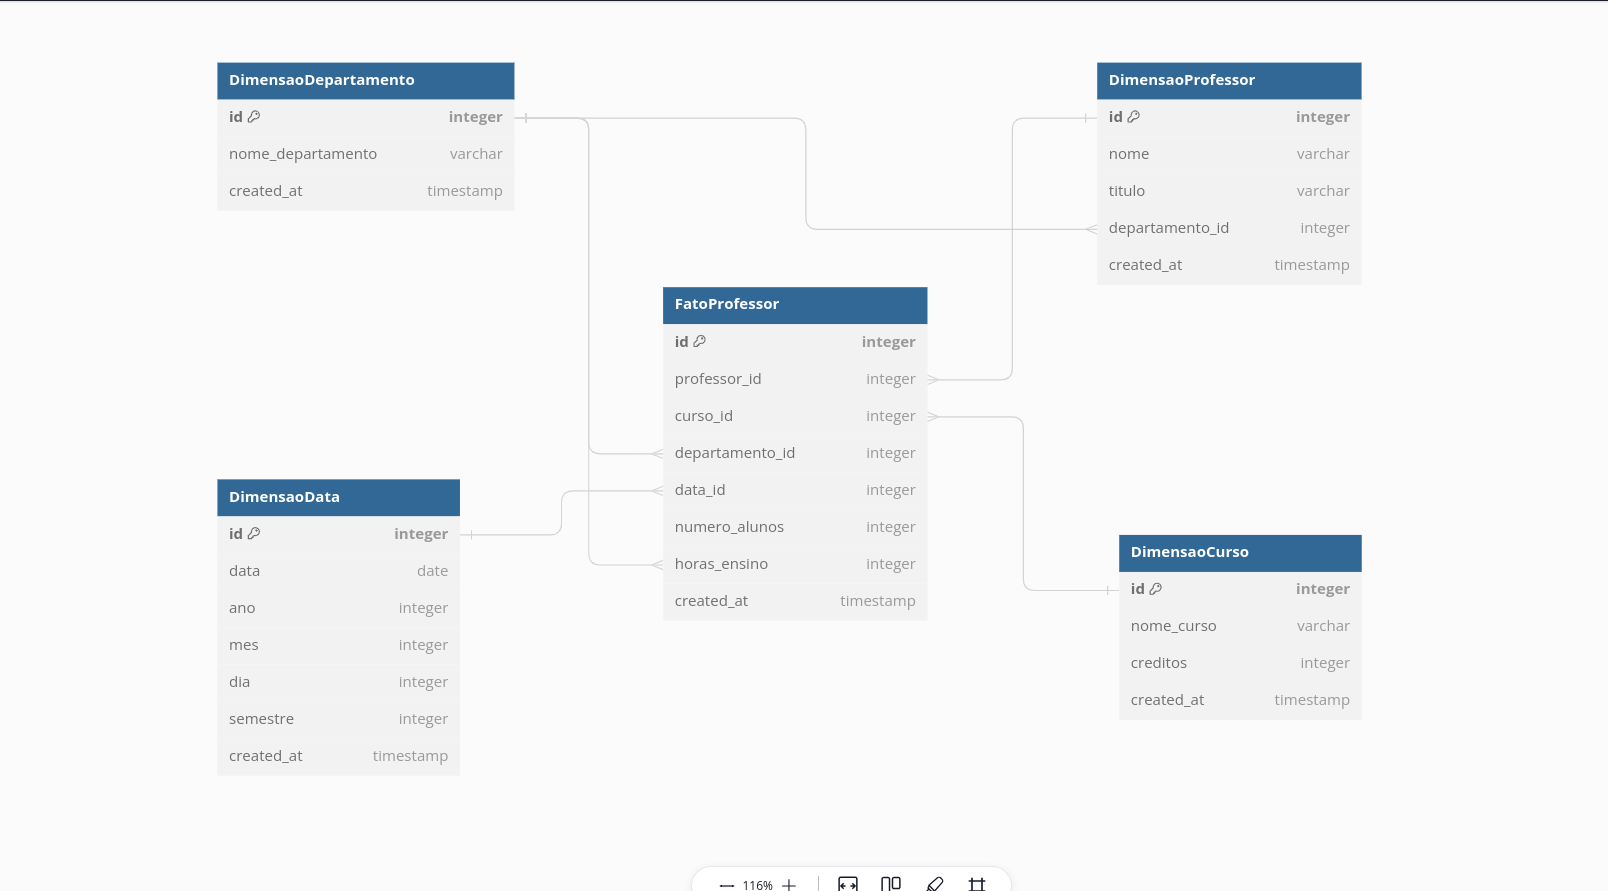 DimensaoDepartamento
id integer
nome_departamento varchar
created_at timestamp
DimensaoProfessor
id integer
nome varchar
titulo varchar
departamento_id integer
created_at timestamp
FatoProfessor
id integer
professor_id integer
curso_id integer
departamento_id integer
data_id integer
numero_alunos integer
horas_ensino integer
created_at timestamp
DimensaoData
id integer
data date
ano integer
mes integer
dia integer
semestre integer
created_at timestamp
DimensaoCurso
id integer
nome_curso varchar
creditos integer
created_at timestamp
116%